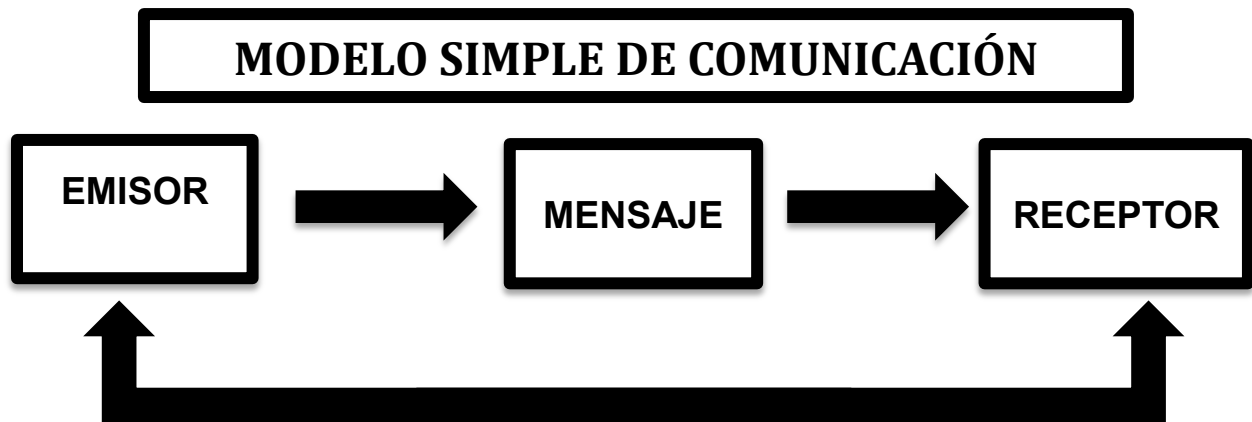 MODELO SIMPLE DE COMUNICACIÓN
EMISOR
MENSAJE
RECEPTOR